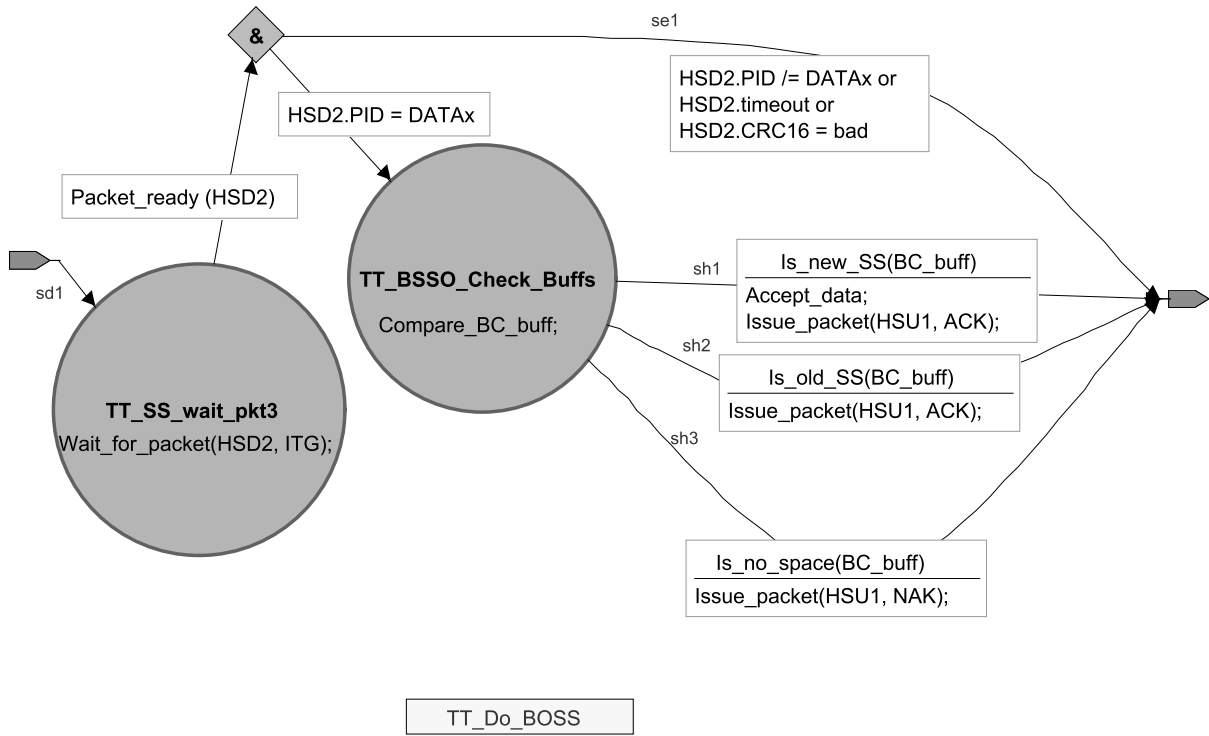 se1
&
HSD2.PID /= DATAx or
HSD2.timeout or
HSD2.CRC16 = bad
HSD2.PID = DATAx
Packet_ready (HSD2)
sd1
TT_BSSO_Check_Buffs
Compare_BC_buff;
sh1
Is_new_SS(BC_buff)
Accept_data;
Issue_packet(HSU1, ACK);
sh2
Is_old_SS(BC_buff)
Issue_packet(HSU1, ACK);
TT_SS_wait_pkt3
Wait_for_packet(HSD2, ITG);
sh3
Is_no_space(BC_buff)
Issue_packet(HSU1, NAK);
TT_Do_BOSS